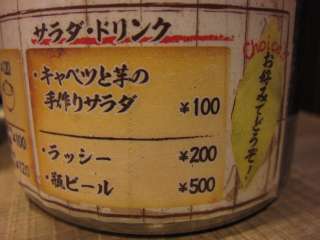 サラダ・ドリンク
・キャベツと芋の
手作りサラダ ¥100
・ラッシー ¥200
・瓶ビール ¥500
Choice!
お好みでどうぞ!